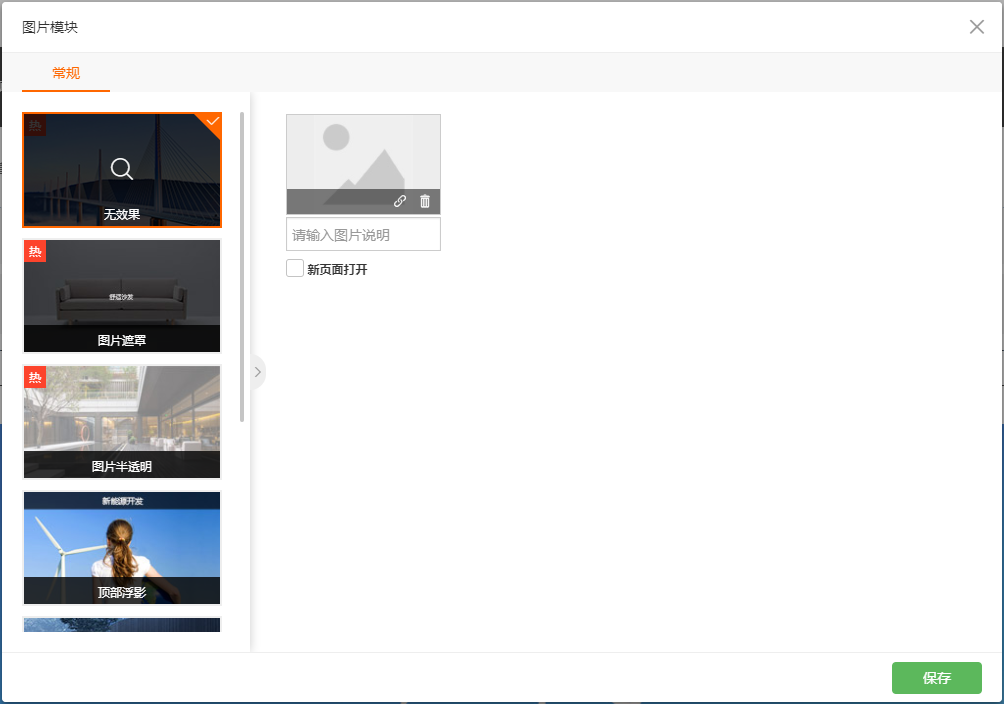 图片模块
常规
热
无效果
热
舒适沙发
图片遮罩
热
图片半透明
新能源开发
顶部浮影
请输入图片说明
新页面打开
保存